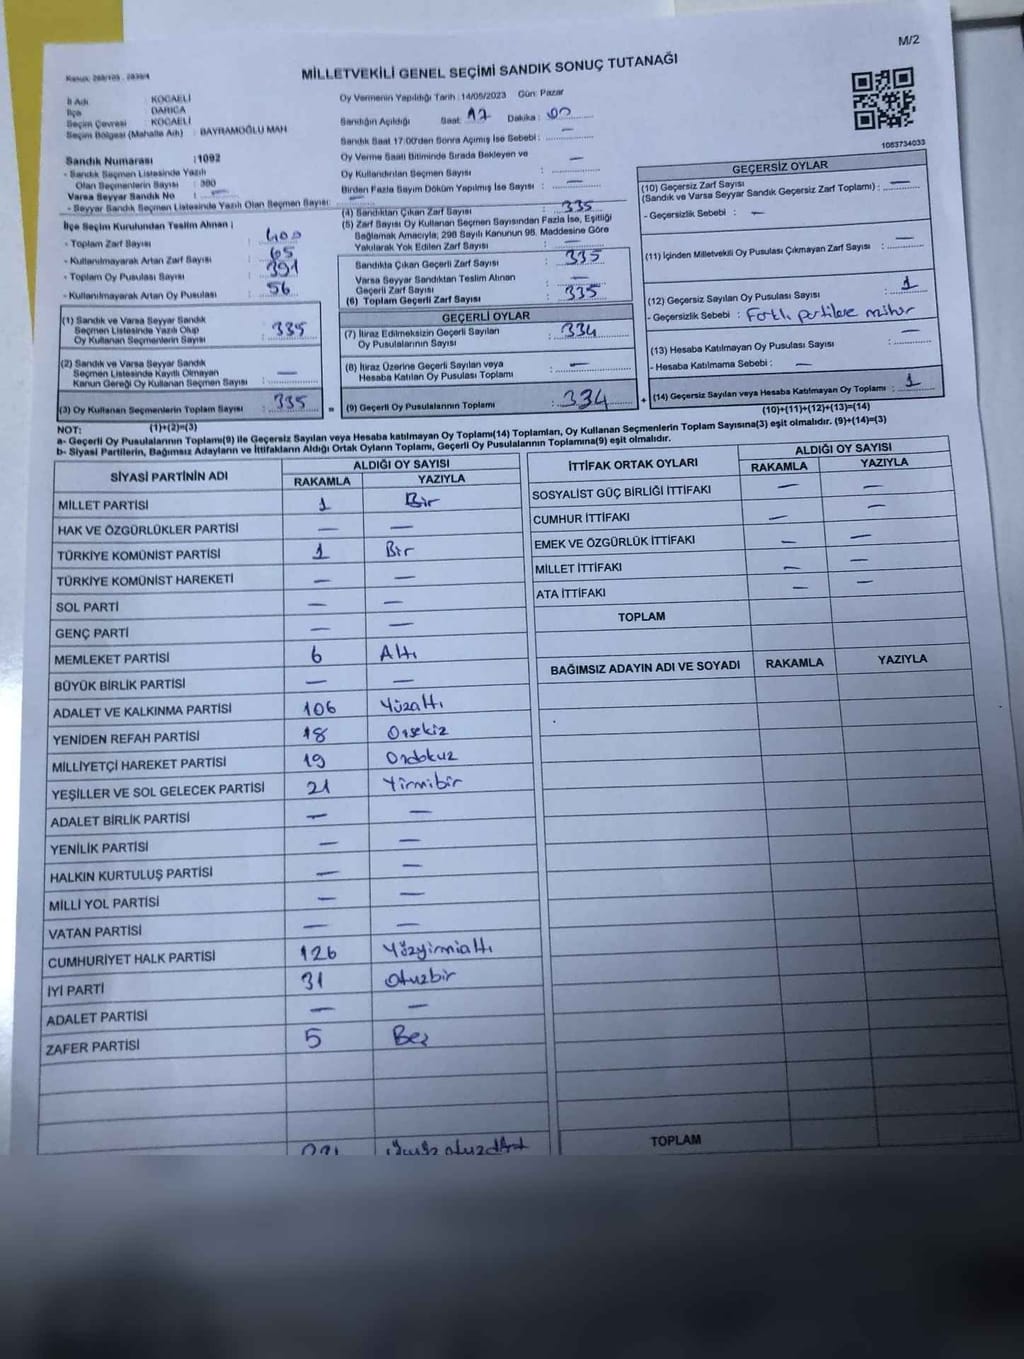 M/2
MİLLETVEKİLİ GENEL SEÇİMİ SANDIK SONUÇ TUTANAĞI
İl Adı : KOCAELİ
İlçe : DARICA
Seçim Çevresi : KOCAELİ
Seçim Bölgesi (Mahalle Adı) : BAYRAMOĞLU MAH
Oy Vermenin Yapıldığı Tarih : 14/05/2023 Gün: Pazar
Sandığın Açıldığı Saat: 17 Dakika: 00
Sandık Saat 17:00'den Sonra Açımış İse Sebebi : —
Oy Verme Saati Bitiminde Sırada Bekleyen ve
Oy Kullandırılan Seçmen Sayısı : —
Birden Fazla Sayım Döküm Yapılmış İse Sayısı : —
1063734033
Sandık Numarası : 1092
- Sandık Seçmen Listesinde Yazılı
Olan Seçmenlerin Sayısı : 380
Varsa Seyyar Sandık No : —
- Seyyar Sandık Seçmen Listesinde Yazılı Olan Seçmen Sayısı: —
İlçe Seçim Kurulundan Teslim Alınan :
- Toplam Zarf Sayısı : 400
- Kullanılmayarak Artan Zarf Sayısı : 65
- Toplam Oy Pusulası Sayısı : 391
- Kullanılmayarak Artan Oy Pusulası : 56
(1) Sandık ve Varsa Seyyar Sandık
Seçmen Listesinde Yazılı Olup
Oy Kullanan Seçmenlerin Sayısı : 335
(2) Sandık ve Varsa Seyyar Sandık
Seçmen Listesinde Kayıtlı Olmayan
Kanun Gereği Oy Kullanan Seçmen Sayısı : —
(3) Oy Kullanan Seçmenlerin Toplam Sayısı : 335 =
(4) Sandıktan Çıkan Zarf Sayısı : 335
(5) Zarf Sayısı Oy Kullanan Seçmen Sayısından Fazla İse, Eşitliği
Bağlamak Amacıyla, 298 Sayılı Kanunun 98. Maddesine Göre
Yakılarak Yok Edilen Zarf Sayısı : —
Sandıkta Çıkan Geçerli Zarf Sayısı : 335
Varsa Seyyar Sandıktan Teslim Alınan
Geçerli Zarf Sayısı : —
(6) Toplam Geçerli Zarf Sayısı : 335
GEÇERLİ OYLAR
(7) İtiraz Edilmeksizin Geçerli Sayılan
Oy Pusulalarının Sayısı : 334
(8) İtiraz Üzerine Geçerli Sayılan veya
Hesaba Katılan Oy Pusulası Toplamı : —
(9) Geçerli Oy Pusulalarının Toplamı : 334 +
GEÇERSİZ OYLAR
(10) Geçersiz Zarf Sayısı
(Sandık ve Varsa Seyyar Sandık Geçersiz Zarf Toplamı) : —
- Geçersizlik Sebebi : —
(11) İçinden Milletvekili Oy Pusulası Çıkmayan Zarf Sayısı : —
(12) Geçersiz Sayılan Oy Pusulası Sayısı : 1
- Geçersizlik Sebebi : Farklı partilere mühür
(13) Hesaba Katılmayan Oy Pusulası Sayısı : —
- Hesaba Katılmama Sebebi : —
(14) Geçersiz Sayılan veya Hesaba Katılmayan Oy Toplamı : 1
(1)+(2)=(3)
(10)+(11)+(12)+(13)=(14)
NOT:
a- Geçerli Oy Pusulalarının Toplamı(9) ile Geçersiz Sayılan veya Hesaba katılmayan Oy Toplamı(14) Toplamları, Oy Kullanan Seçmenlerin Toplam Sayısına(3) eşit olmalıdır. (9)+(14)=(3)
b- Siyasi Partilerin, Bağımsız Adayların ve İttifakların Aldığı Ortak Oyların Toplamı, Geçerli Oy Pusulalarının Toplamına(9) eşit olmalıdır.
SİYASİ PARTİNİN ADI ALDIĞI OY SAYISI
RAKAMLA YAZIYLA
MİLLET PARTİSİ 1 Bir
HAK VE ÖZGÜRLÜKLER PARTİSİ — —
TÜRKİYE KOMÜNİST PARTİSİ 1 Bir
TÜRKİYE KOMÜNİST HAREKETİ — —
SOL PARTİ — —
GENÇ PARTİ — —
MEMLEKET PARTİSİ 6 Altı
BÜYÜK BİRLİK PARTİSİ — —
ADALET VE KALKINMA PARTİSİ 106 Yüzaltı
YENİDEN REFAH PARTİSİ 18 Onsekiz
MİLLİYETÇİ HAREKET PARTİSİ 19 Ondokuz
YEŞİLLER VE SOL GELECEK PARTİSİ 21 Yirmibir
ADALET BİRLİK PARTİSİ — —
YENİLİK PARTİSİ — —
HALKIN KURTULUŞ PARTİSİ — —
MİLLİ YOL PARTİSİ — —
VATAN PARTİSİ — —
CUMHURİYET HALK PARTİSİ 126 Yüzyirmialtı
İYİ PARTİ 31 Otuzbir
ADALET PARTİSİ — —
ZAFER PARTİSİ 5 Beş
İTTİFAK ORTAK OYLARI ALDIĞI OY SAYISI
RAKAMLA YAZIYLA
SOSYALİST GÜÇ BİRLİĞİ İTTİFAKI — —
CUMHUR İTTİFAKI — —
EMEK VE ÖZGÜRLÜK İTTİFAKI — —
MİLLET İTTİFAKI — —
ATA İTTİFAKI — —
TOPLAM
BAĞIMSIZ ADAYIN ADI VE SOYADI RAKAMLA YAZIYLA
TOPLAM